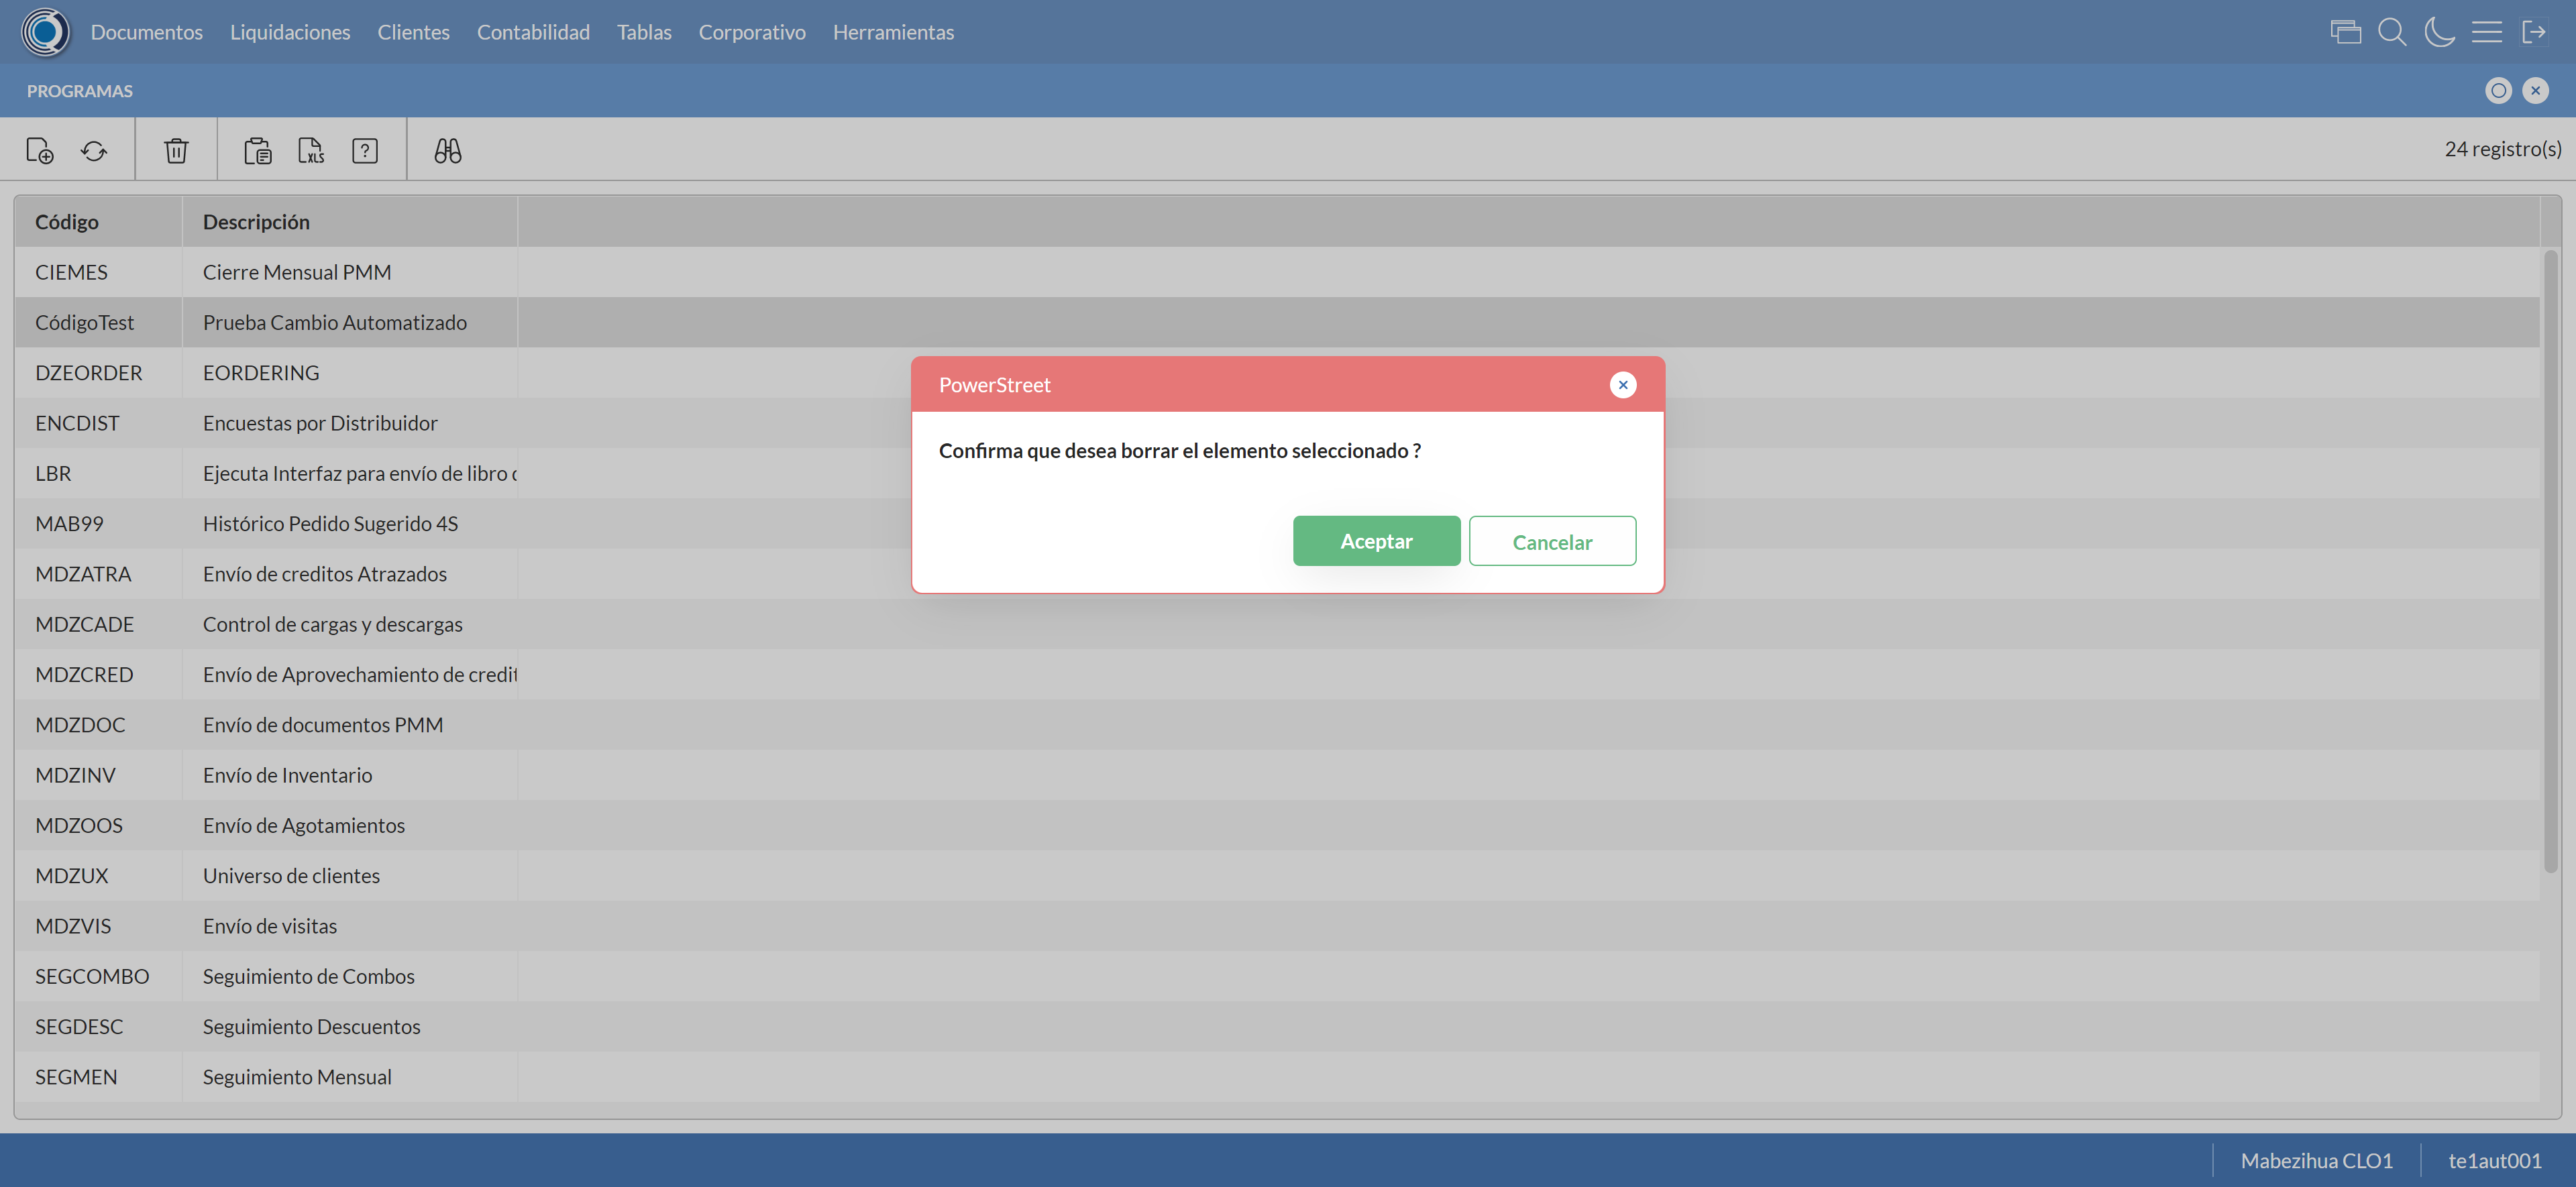 Documentos Liquidaciones Clientes Contabilidad Tablas Corporativo Herramientas
PROGRAMAS
XLS ? 24 registro(s)
Código Descripción
CIEMES Cierre Mensual PMM
CódigoTest Prueba Cambio Automatizado
DZEORDER EORDERING
ENCDIST Encuestas por Distribuidor
LBR Ejecuta Interfaz para envío de libro
MAB99 Histórico Pedido Sugerido 4S
MDZATRA Envío de creditos Atrazados
MDZCADE Control de cargas y descargas
MDZCRED Envío de Aprovechamiento de credit
MDZDOC Envío de documentos PMM
MDZINV Envío de Inventario
MDZOOS Envío de Agotamientos
MDZUX Universo de clientes
MDZVIS Envío de visitas
SEGCOMBO Seguimiento de Combos
SEGDESC Seguimiento Descuentos
SEGMEN Seguimiento Mensual
PowerStreet
Confirma que desea borrar el elemento seleccionado ?
Aceptar Cancelar
Mabezihua CLO1 te1aut001